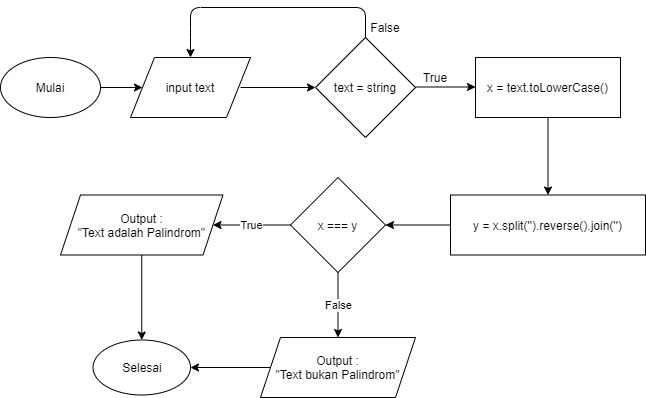 False
Mulai
input text
text = string
True
x = text.toLowerCase()
Output :
"Text adalah Palindrom"
True
x === y
y = x.split('').reverse().join('')
False
Selesai
Output :
"Text bukan Palindrom"